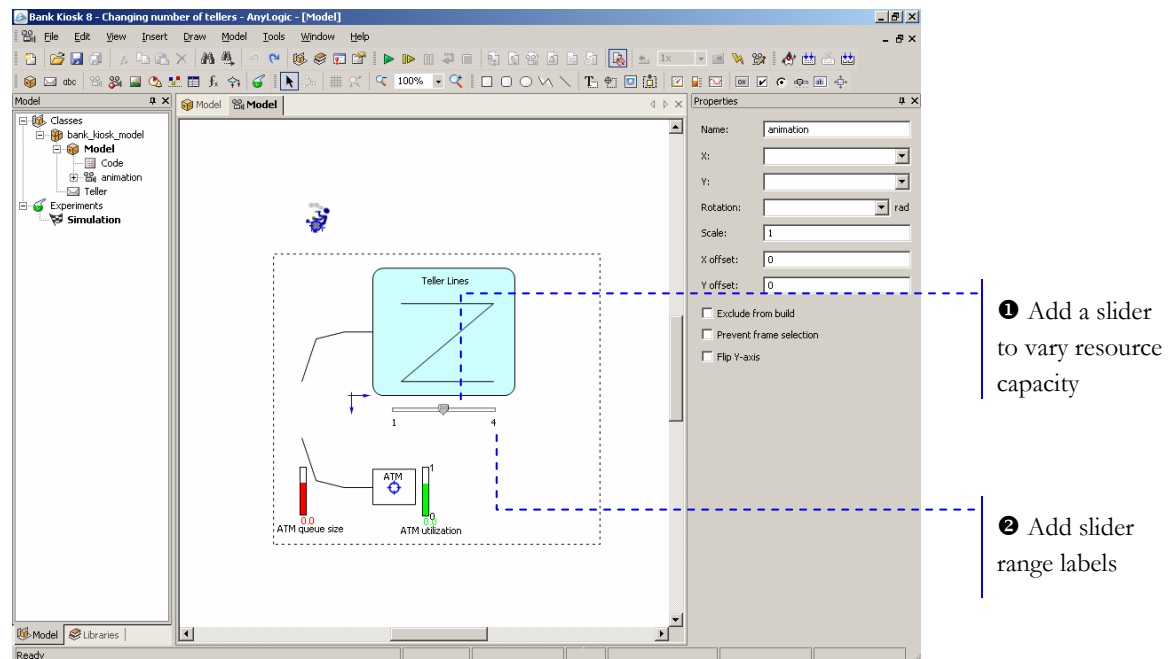 Bank Kiosk 8 - Changing number of tellers - AnyLogic - [Model]
File Edit View Insert Draw Model Tools Window Help
1x
abc 100%
Model
Classes
bank_kiosk_model
Model
Code
animation
Teller
Experiments
Simulation
Model Libraries
Ready
Model Model
Teller Lines
1 4
ATM
1
0
0.0
0.0
ATM queue size
ATM utilization
Properties
Name: animation
X:
Y:
Rotation: rad
Scale: 1
X offset: 0
Y offset: 0
Exclude from build
Prevent frame selection
Flip Y-axis
❶ Add a slider
to vary resource
capacity
❷ Add slider
range labels